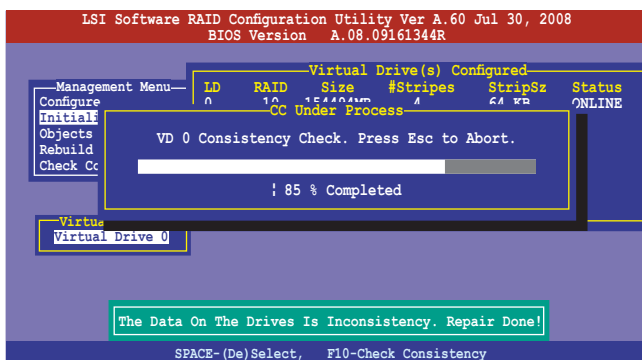 LSI Software RAID Configuration Utility Ver A.60 Jul 30, 2008
BIOS Version A.08.09161344R
Virtual Drive(s) Configured
Management Menu
LD RAID Size #Stripes StripSz Status
Configure
0 10 154494MB 4 64 KB ONLINE
CC Under Process
Initiali
Objects
VD 0 Consistency Check. Press Esc to Abort.
Rebuild
Check Co
¦ 85 % Completed
Virtua
Virtual Drive 0
The Data On The Drives Is Inconsistency. Repair Done!
SPACE-(De)Select, F10-Check Consistency